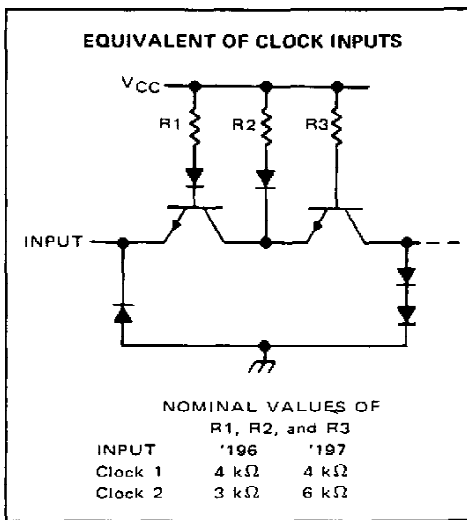 EQUIVALENT OF CLOCK INPUTS
VCC
R1 R2 R3
INPUT
NOMINAL VALUES OF
R1, R2, and R3
INPUT '196 '197
Clock 1 4 kΩ 4 kΩ
Clock 2 3 kΩ 6 kΩ